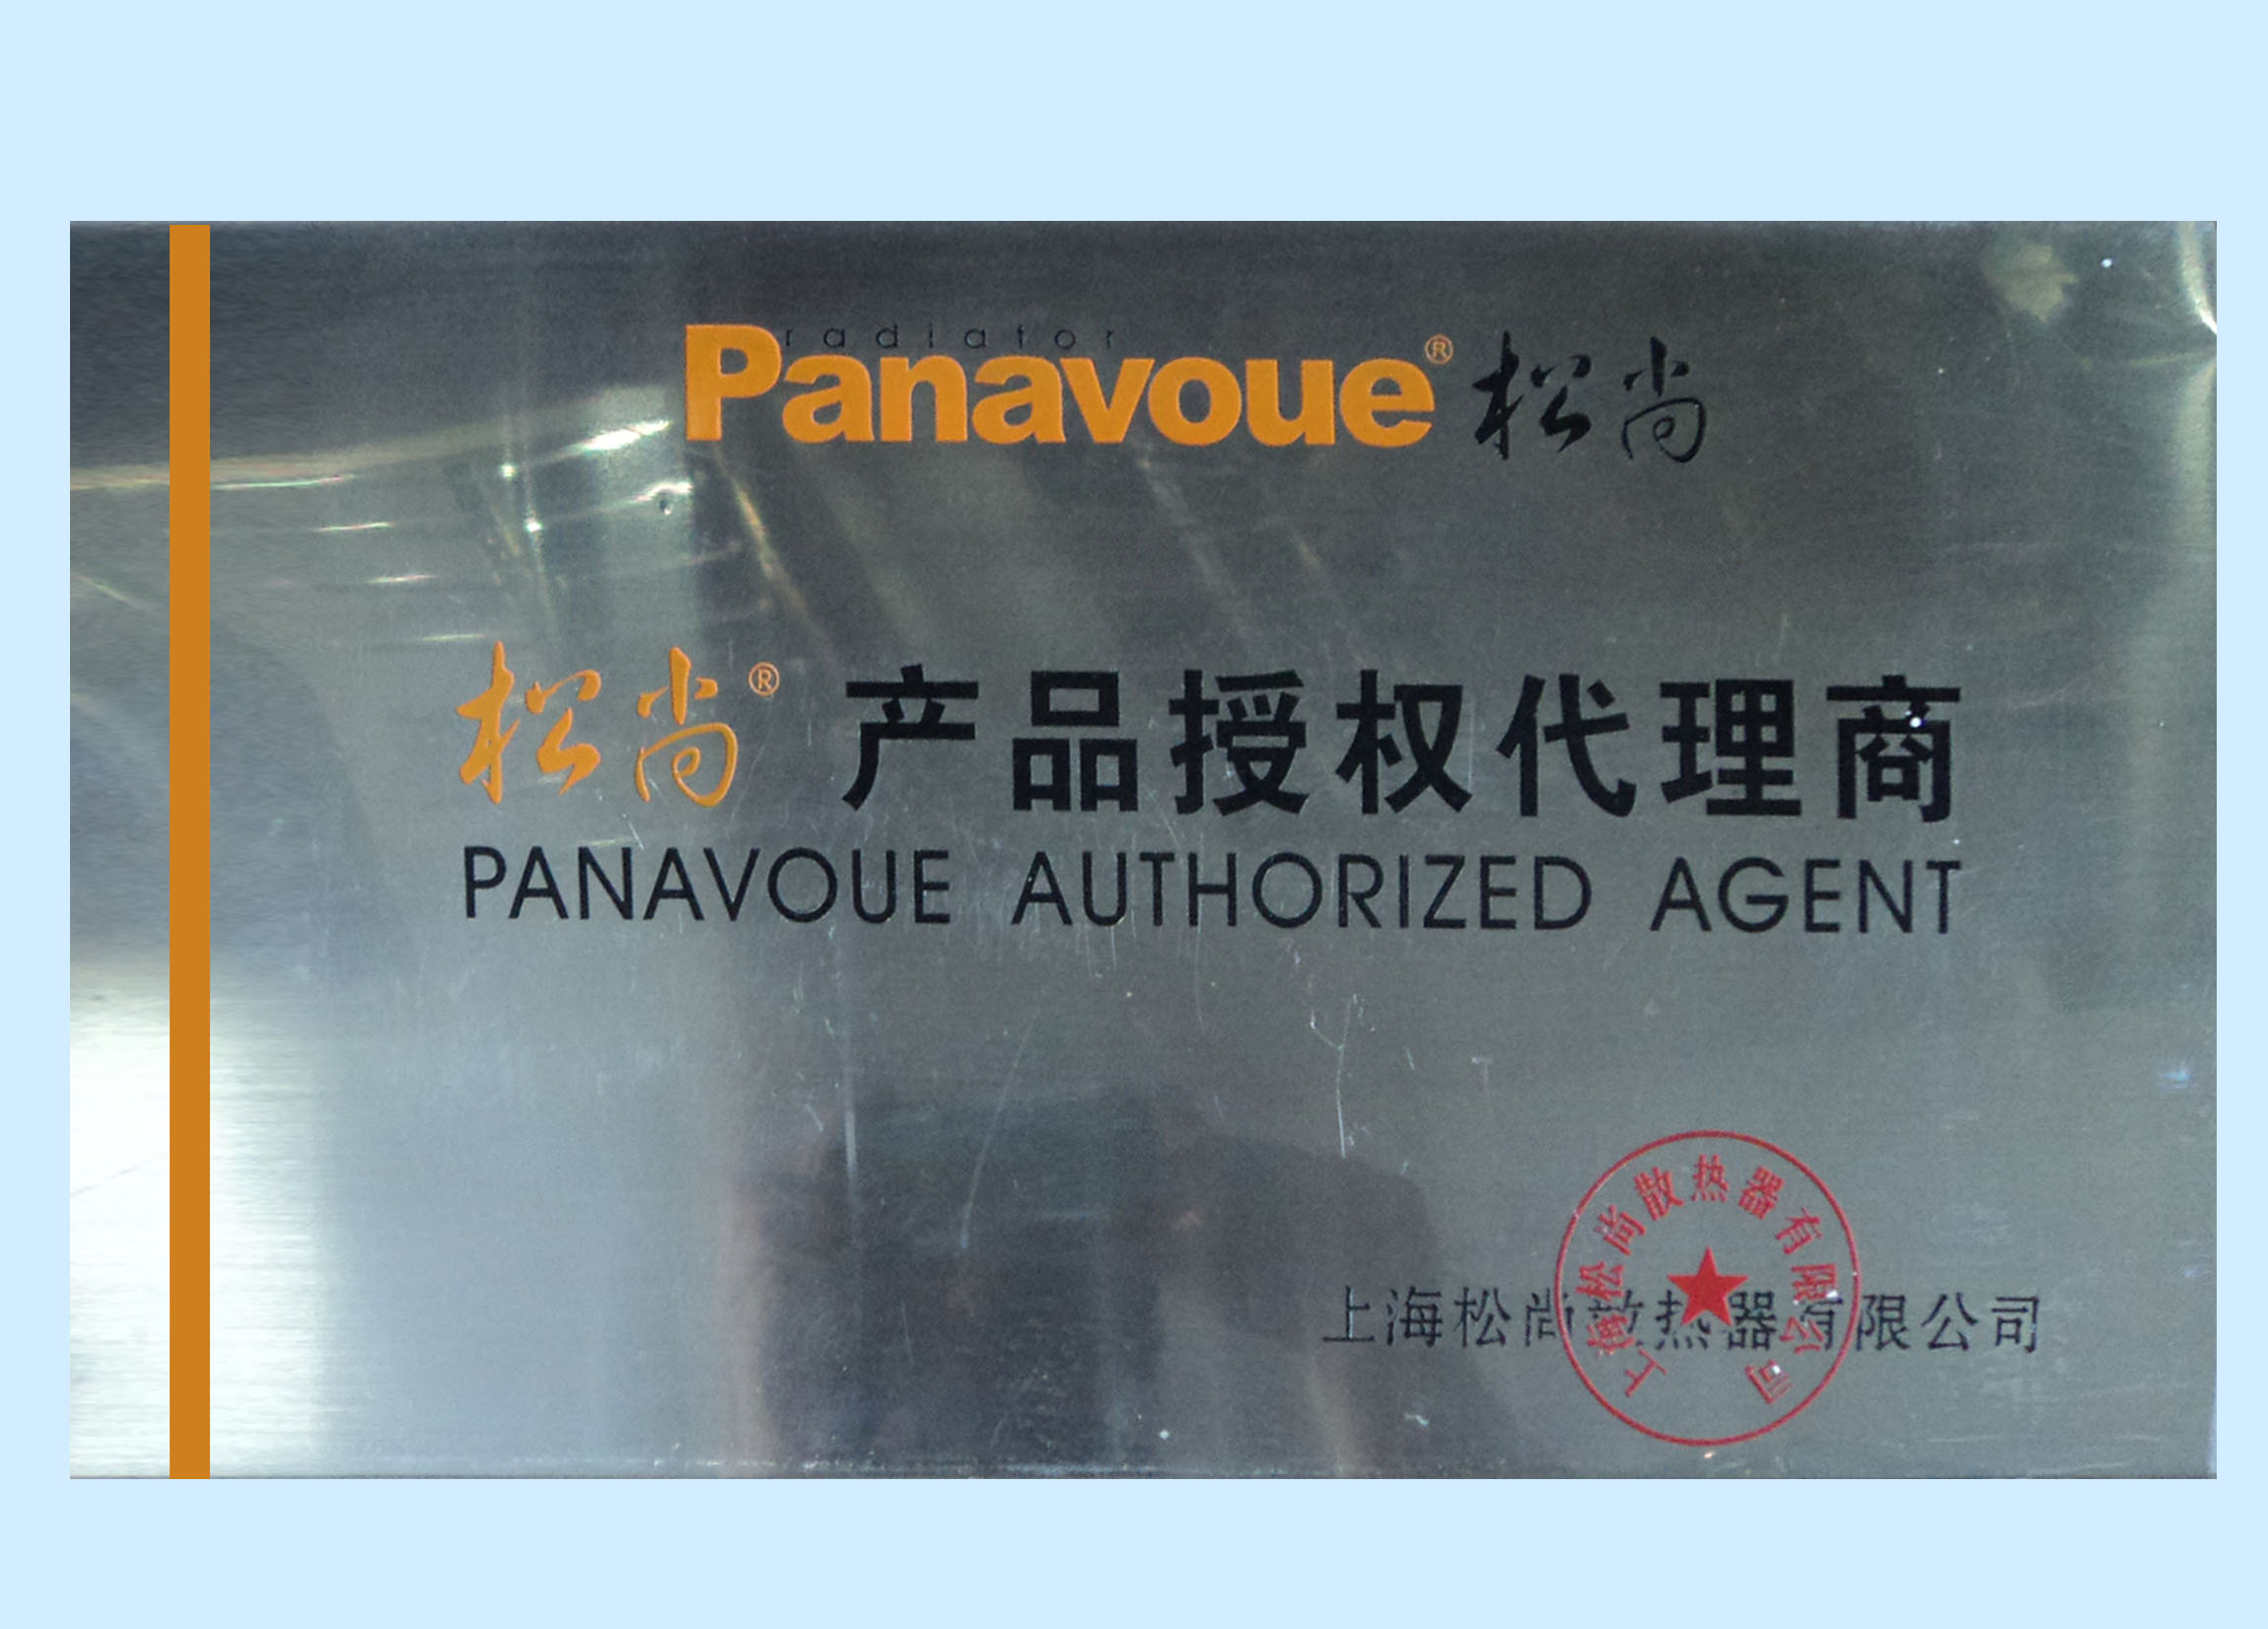 radiator
Panavoue® 松尚
松尚® 产品授权代理商
PANAVOUE AUTHORIZED AGENT
上海松尚散热器有限公司
上海松尚散热器有限公司